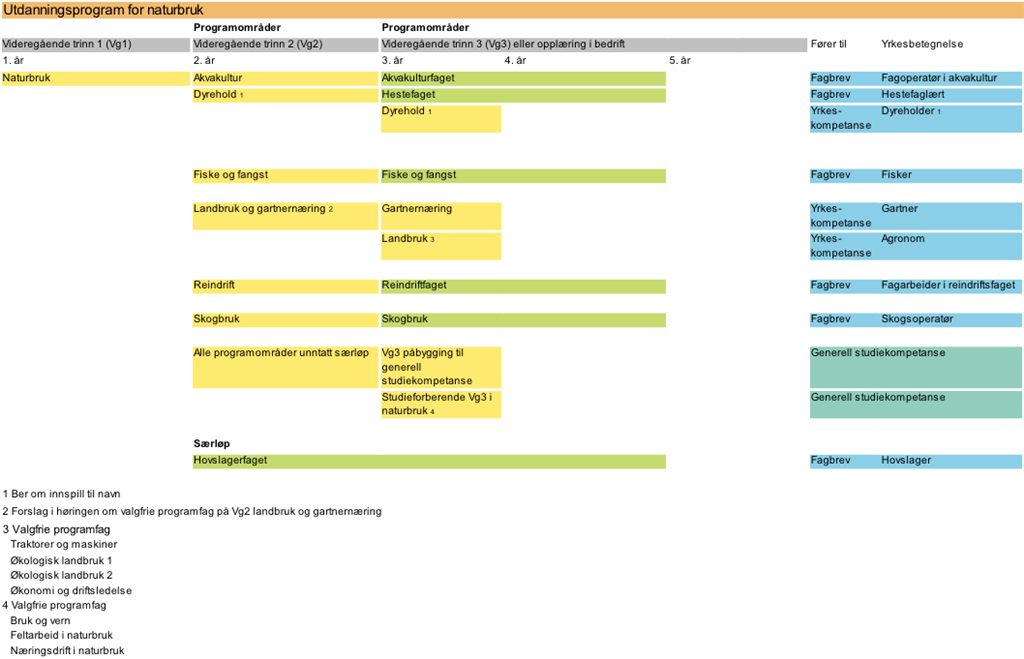 Utdanningsprogram for naturbruk
Programområder Programområder
Videregående trinn 1 (Vg1) Videregående trinn 2 (Vg2) Videregående trinn 3 (Vg3) eller opplæring i bedrift Fører til Yrkesbetegnelse
1. år 2. år 3. år 4. år 5. år
Naturbruk Akvakultur Akvakulturfaget Fagbrev Fagoperatør i akvakultur
Dyrehold 1 Hestefaget Fagbrev Hestefaglært
Dyrehold 1 Yrkes- Dyreholder 1
kompetanse
Fiske og fangst Fiske og fangst Fagbrev Fisker
Landbruk og gartnernæring 2 Gartnernæring Yrkes- Gartner
kompetanse
Landbruk 3 Yrkes- Agronom
kompetanse
Reindrift Reindriftfaget Fagbrev Fagarbeider i reindriftsfaget
Skogbruk Skogbruk Fagbrev Skogsoperatør
Alle programområder unntatt særløp Vg3 påbygging til Generell studiekompetanse
generell
studiekompetanse
Studieforberende Vg3 i Generell studiekompetanse
naturbruk 4
Særløp
Hovslagerfaget Fagbrev Hovslager
1 Ber om innspill til navn
2 Forslag i høringen om valgfrie programfag på Vg2 landbruk og gartnernæring
3 Valgfrie programfag
Traktorer og maskiner
Økologisk landbruk 1
Økologisk landbruk 2
Økonomi og driftsledelse
4 Valgfrie programfag
Bruk og vern
Feltarbeid i naturbruk
Næringsdrift i naturbruk